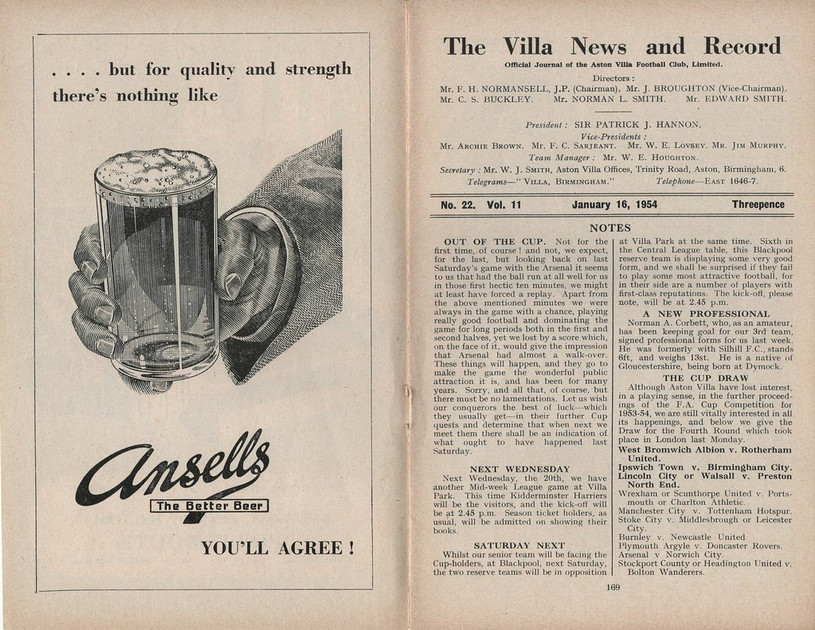 . . . . but for quality and strength
there's nothing like
Ansells
The Better Beer
YOU'LL AGREE !
The Villa News and Record
Official Journal of the Aston Villa Football Club, Limited.
Directors :
Mr. F. H. NORMANSELL, J.P. (Chairman). Mr. J. BROUGHTON (Vice-Chairman).
Mr. C. S. BUCKLEY. Mr. NORMAN L. SMITH. Mr. EDWARD SMITH.
President : SIR PATRICK J. HANNON.
Vice-Presidents :
Mr. ARCHIE BROWN. Mr. F. C. SARJEANT. Mr. W. E. LOVSEY. MR. JIM MURPHY.
Team Manager : Mr. W. E. HOUGHTON.
Secretary : Mr. W. J. SMITH, Aston Villa Offices, Trinity Road, Aston, Birmingham, 6.
Telegrams—" VILLA, BIRMINGHAM." Telephone—EAST 1646-7.
No. 22. Vol. 11 January 16, 1954 Threepence
NOTES
OUT OF THE CUP. Not for the
first time, of course ! and not, we expect,
for the last, but looking back on last
Saturday's game with the Arsenal it seems
to us that had the ball run at all well for us
in those first hectic ten minutes, we might
at least have forced a replay. Apart from
the above mentioned minutes we were
always in the game with a chance, playing
really good football and dominating the
game for long periods both in the first and
second halves, yet we lost by a score which,
on the face of it, would give the impression
that Arsenal had almost a walk-over.
These things will happen, and they go to
make the game the wonderful public
attraction it is, and has been for many
years. Sorry, and all that, of course, but
there must be no lamentations. Let us wish
our conquerors the best of luck—which
they usually get—in their further Cup
quests and determine that when next we
meet them there shall be an indication of
what ought to have happened last
Saturday.
NEXT WEDNESDAY
Next Wednesday, the 20th, we have
another Mid-week League game at Villa
Park. This time Kidderminster Harriers
will be the visitors, and the kick-off will
be at 2.45 p.m. Season ticket holders, as
usual, will be admitted on showing their
books.
SATURDAY NEXT
Whilst our senior team will be facing the
Cup-holders, at Blackpool, next Saturday,
the two reserve teams will be in opposition
at Villa Park at the same time. Sixth in
the Central League table, this Blackpool
reserve team is displaying some very good
form, and we shall be surprised if they fail
to play some most attractive football, for
in their side are a number of players with
first-class reputations. The kick-off, please
note, will be at 2.45 p.m.
A NEW PROFESSIONAL
Norman A. Corbett, who, as an amateur,
has been keeping goal for our 3rd team,
signed professional forms for us last week.
He was formerly with Silhill F.C., stands
6ft, and weighs 13st. He is a native of
Gloucestershire, being born at Dymock.
THE CUP DRAW
Although Aston Villa have lost interest,
in a playing sense, in the further proceed-
ings of the F.A. Cup Competition for
1953-54, we are still vitally interested in all
its happenings, and below we give the
Draw for the Fourth Round which took
place in London last Monday.
West Bromwich Albion v. Rotherham
United.
Ipswich Town v. Birmingham City.
Lincoln City or Walsall v. Preston
North End.
Wrexham or Scunthorpe United v. Ports-
mouth or Charlton Athletic.
Manchester City v. Tottenham Hotspur.
Stoke City v. Middlesbrough or Leicester
City.
Burnley v. Newcastle United
Plymouth Argyle v. Doncaster Rovers.
Arsenal v Norwich City.
Stockport County or Headington United v.
Bolton Wanderers.
169